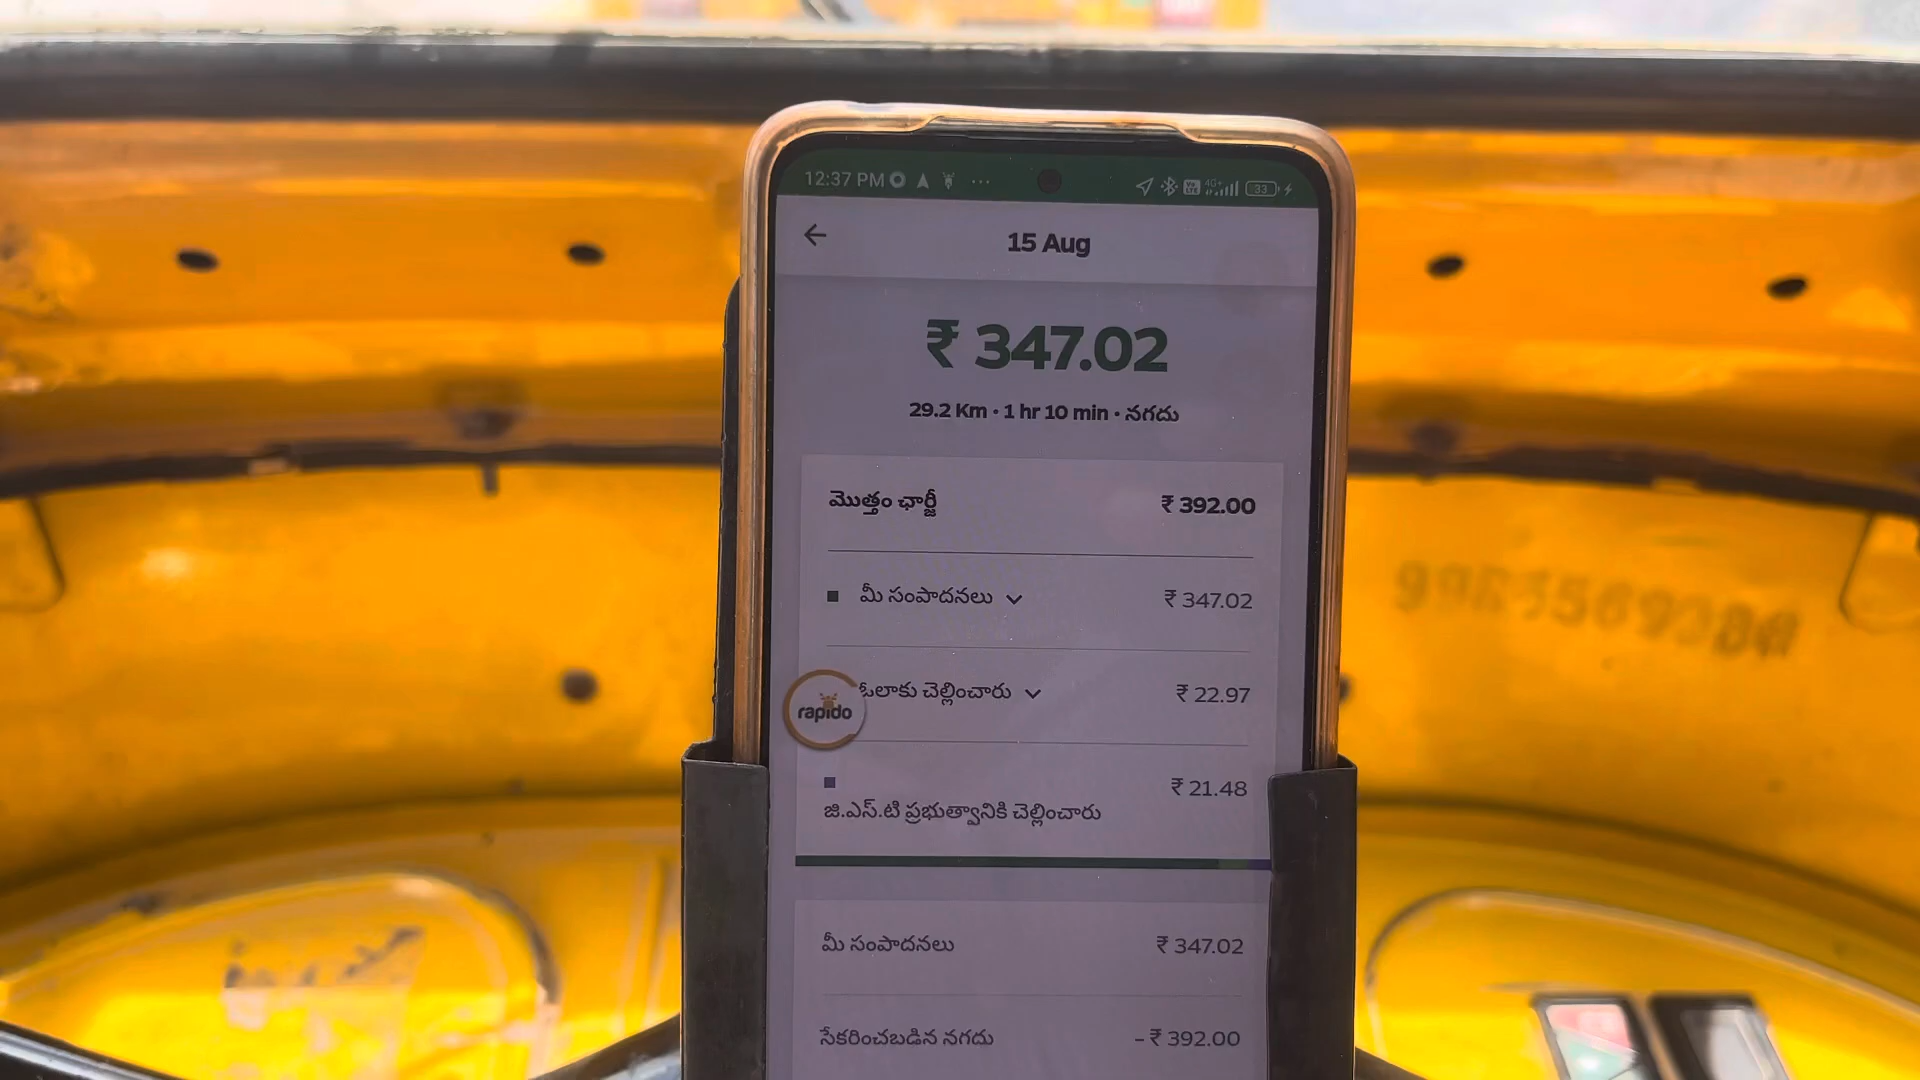 12:37 PM
33
15 Aug
₹ 347.02
29.2 Km • 1 hr 10 min • నగదు
మొత్తం ఛార్జీ ₹ 392.00
మీ సంపాదనలు ₹ 347.02
ఓలాకు చెల్లించారు ₹ 22.97
rapido
₹ 21.48
జి.ఎస్.టి ప్రభుత్వానికి చెల్లించారు
మీ సంపాదనలు ₹ 347.02
సేకరించబడిన నగదు - ₹ 392.00